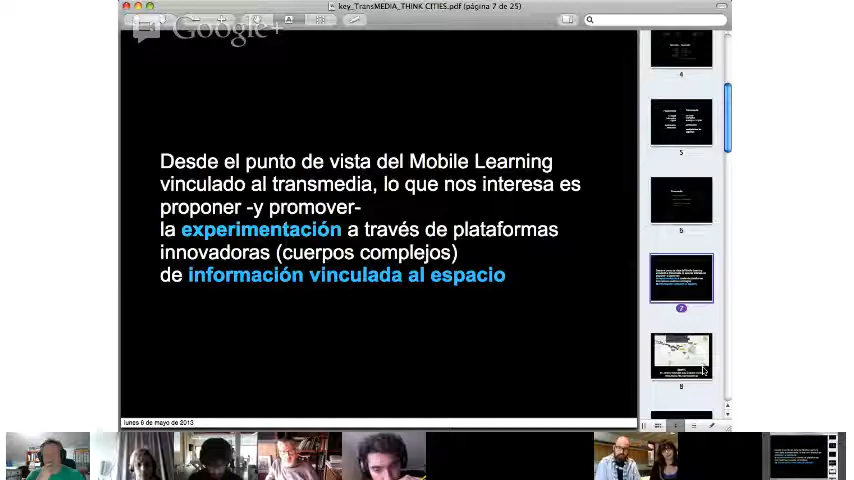 key_TransMEDIA_THINK CITIES.pdf (página 7 de 25)
Google+
Desde el punto de vista del Mobile Learning
vinculado al transmedia, lo que nos interesa es
proponer -y promover-
la experimentación a través de plataformas
innovadoras (cuerpos complejos)
de información vinculada al espacio
lunes 6 de mayo de 2013
4
5
6
7
8